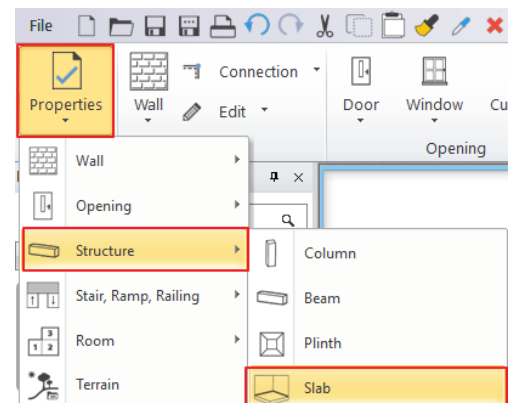 File
Properties
Wall
Connection
Edit
Door
Window
Cu
Opening
Wall
Opening
Structure
Stair, Ramp, Railing
Room
Terrain
Column
Beam
Plinth
Slab